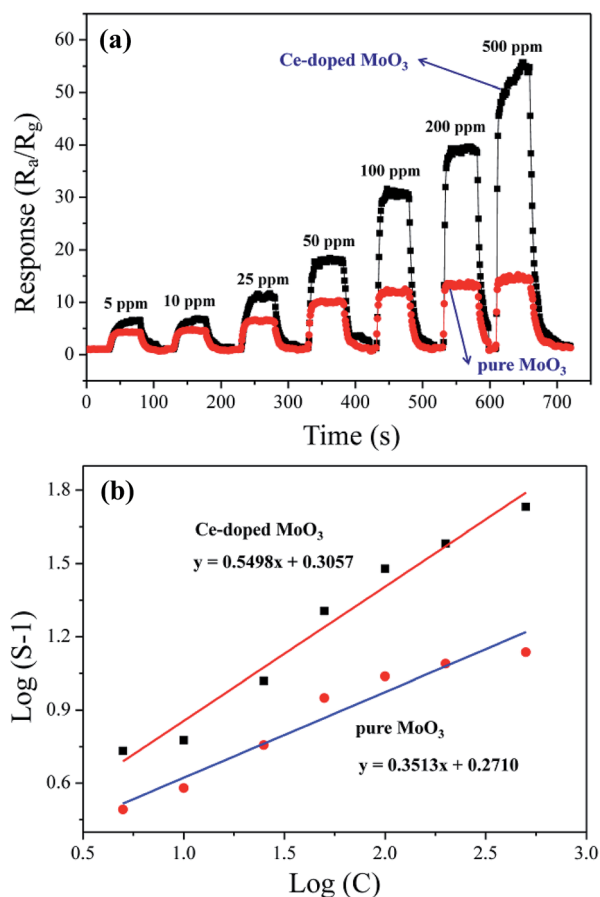 (a)
Response (Rₐ/R_g)
60
50
40
30
20
10
0
500 ppm
Ce-doped MoO₃
200 ppm
100 ppm
50 ppm
25 ppm
5 ppm
10 ppm
pure MoO₃
0 100 200 300 400 500 600 700
Time (s)
(b)
Log (S-1)
1.8
1.5
1.2
0.9
0.6
Ce-doped MoO₃
y = 0.5498x + 0.3057
pure MoO₃
y = 0.3513x + 0.2710
0.5 1.0 1.5 2.0 2.5 3.0
Log (C)